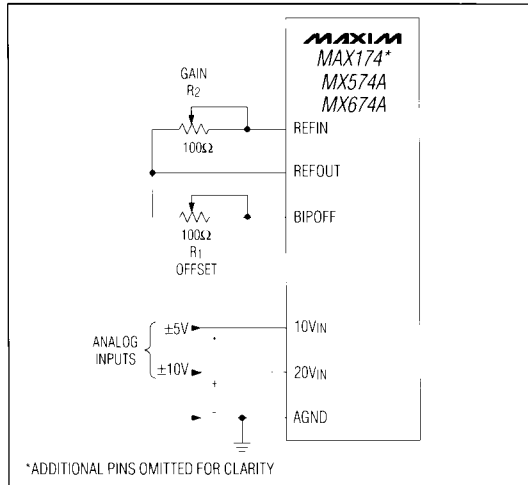 MAXIM
MAX174*
MX574A
MX674A
GAIN
R2
100Ω
REFIN
REFOUT
BIPOFF
100Ω
R1
OFFSET
ANALOG
INPUTS
±5V
10VIN
+
±10V
20VIN
+
-
AGND
*ADDITIONAL PINS OMITTED FOR CLARITY